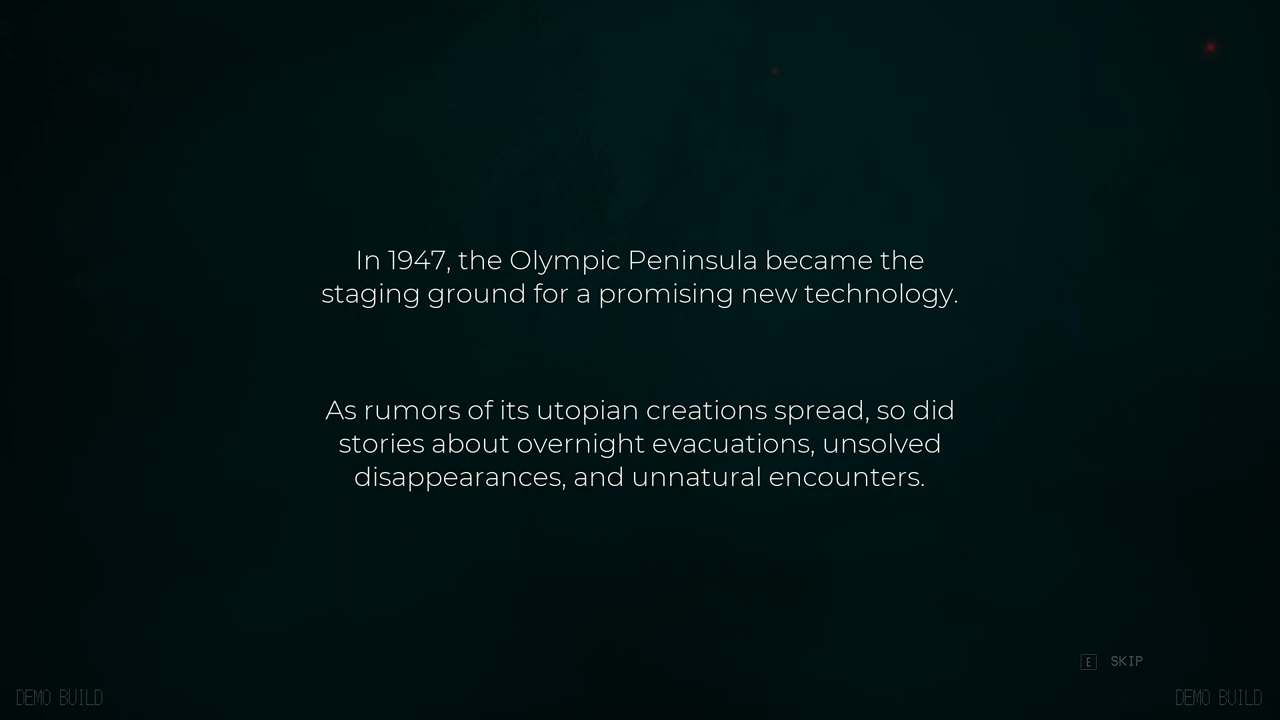 In 1947, the Olympic Peninsula became the
staging ground for a promising new technology.
As rumors of its utopian creations spread, so did
stories about overnight evacuations, unsolved
disappearances, and unnatural encounters.
E SKIP
DEMO BUILD
DEMO BUILD